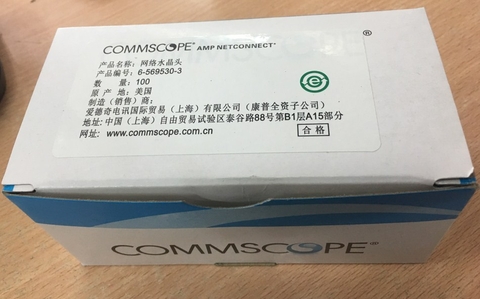 COMMSCOPE® AMP NETCONNECT®
产品名称: 网络水晶头
产品编号: 6-569530-3
数 量: 100
原 产 地: 美国
制造（销售）商:
爱德奇电讯国际贸易（上海）有限公司（康普全资子公司）
地址: 中国（上海）自由贸易试验区泰谷路88号第B1层A15部分
网址: www.commscope.com.cn
合格
e
®
COMMSCOPE